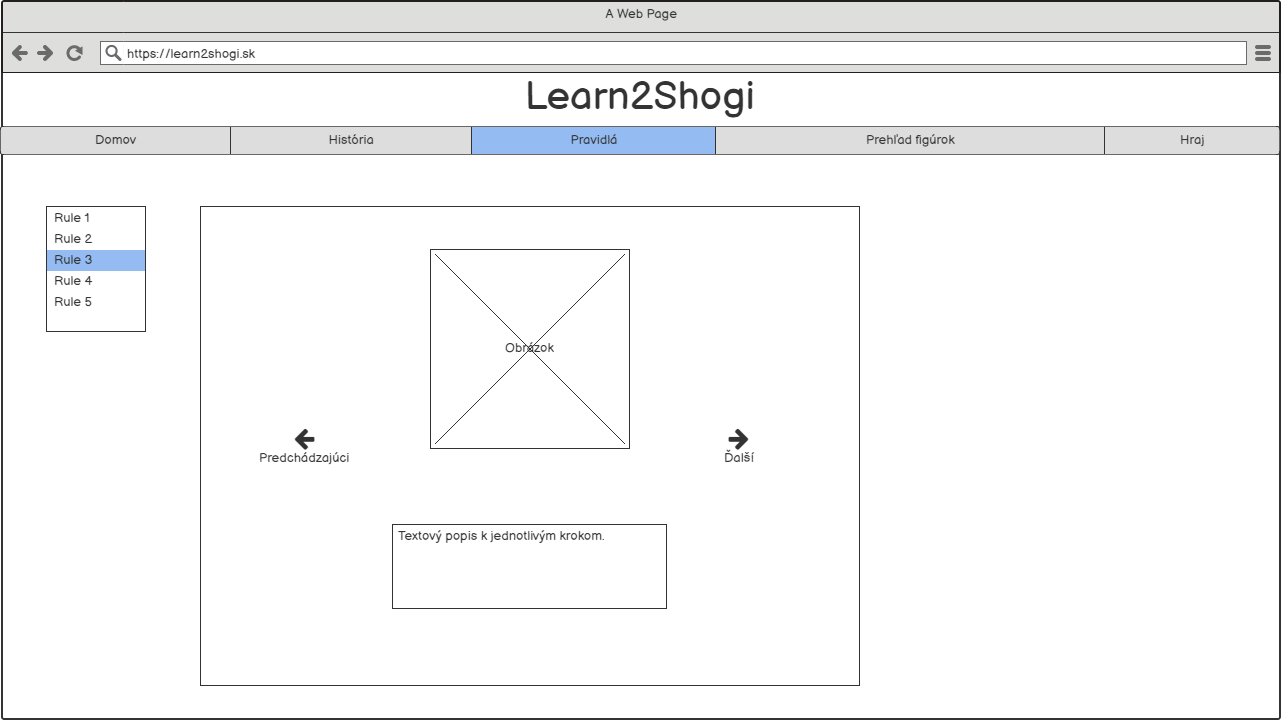 A Web Page
https://learn2shogi.sk
Learn2Shogi
Domov História Pravidlá Prehľad figúrok Hraj
Rule 1
Rule 2
Rule 3
Rule 4
Rule 5
Obrázok
Predchádzajúci
Ďalší
Textový popis k jednotlivým krokom.